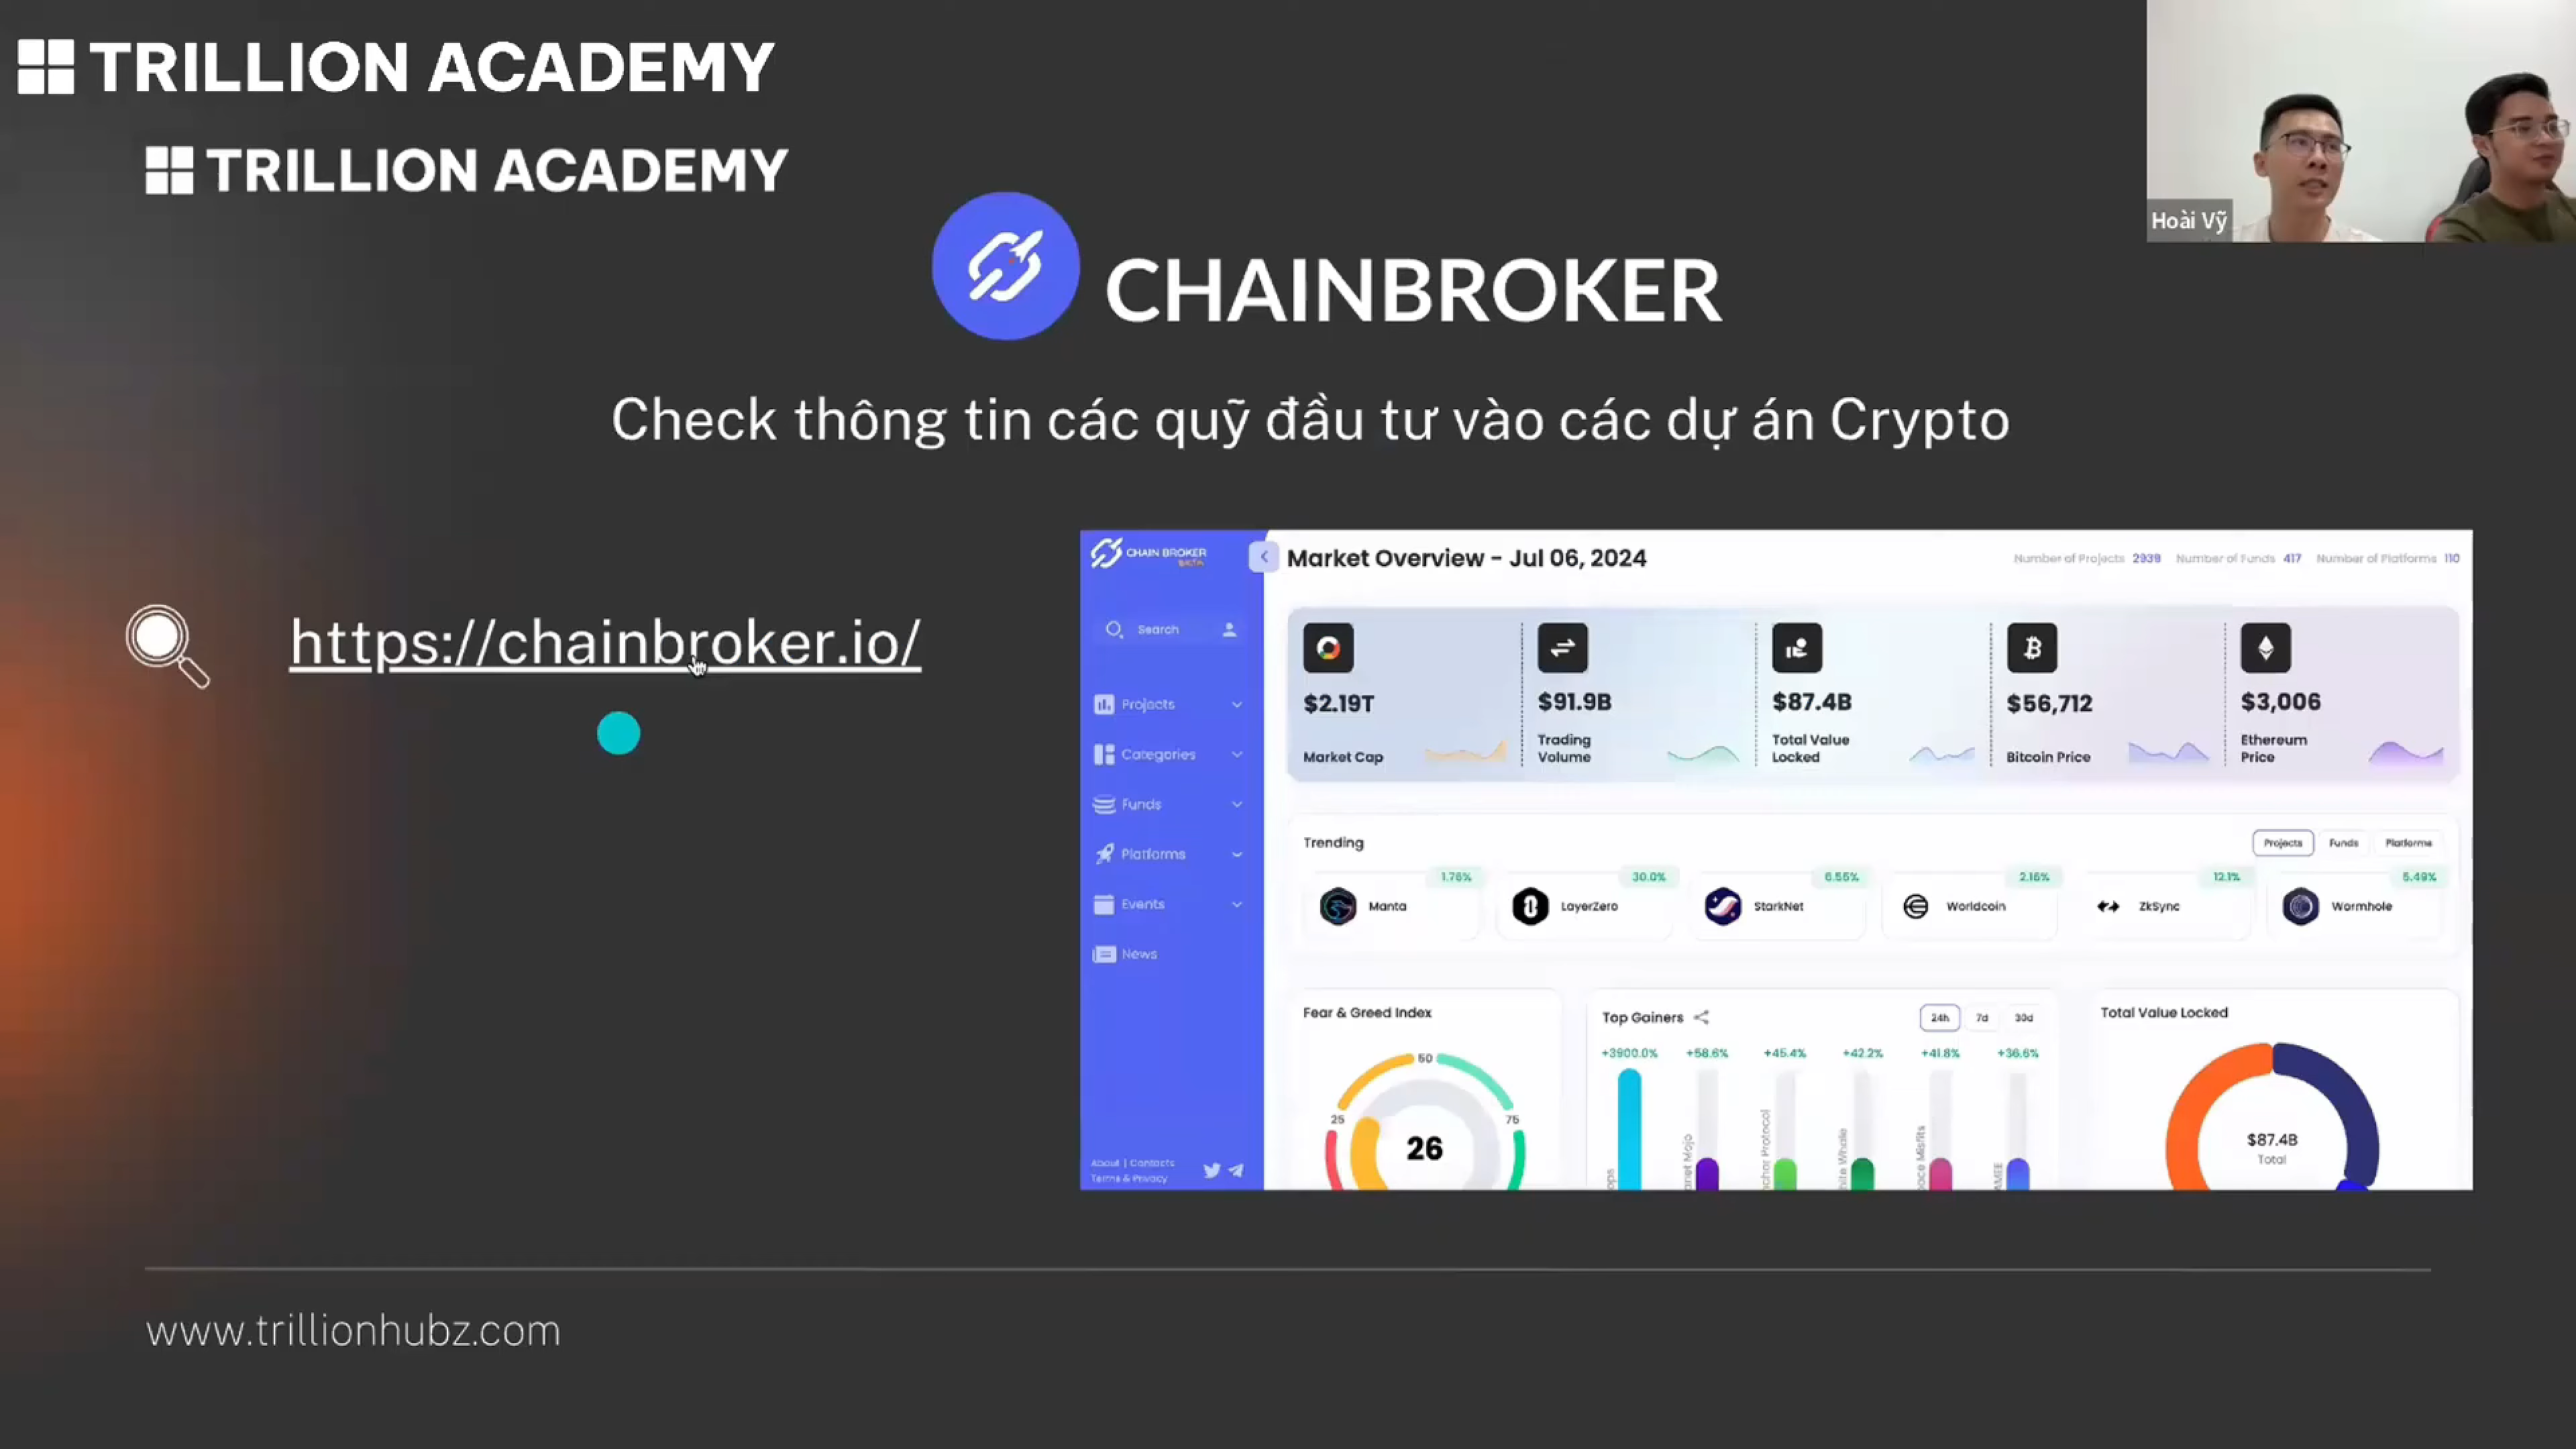 TRILLION ACADEMY
TRILLION ACADEMY
Hoài Vỹ
CHAINBROKER
Check thông tin các quỹ đầu tư vào các dự án Crypto
https://chainbroker.io/
CHAIN BROKER
BETA
Search
Projects
Categories
Funds
Platforms
Events
News
About | Contacts
Terms & Privacy
Market Overview - Jul 06, 2024
Number of Projects 2939 Number of Funds 417 Number of Platforms 110
$2.19T
Market Cap
$91.9B
Trading
Volume
$87.4B
Total Value
Locked
$56,712
Bitcoin Price
$3,006
Ethereum
Price
Trending
Projects Funds Platforms
1.76% 30.0% 6.55% 2.16% 12.1% 5.49%
Manta LayerZero StarkNet Worldcoin ZkSync Wormhole
Fear & Greed Index
50
25
75
26
Top Gainers
24h 7d 30d
+3900.0% +58.6% +45.4% +42.2% +41.8% +36.6%
Total Value Locked
$87.4B
Total
www.trillionhubz.com